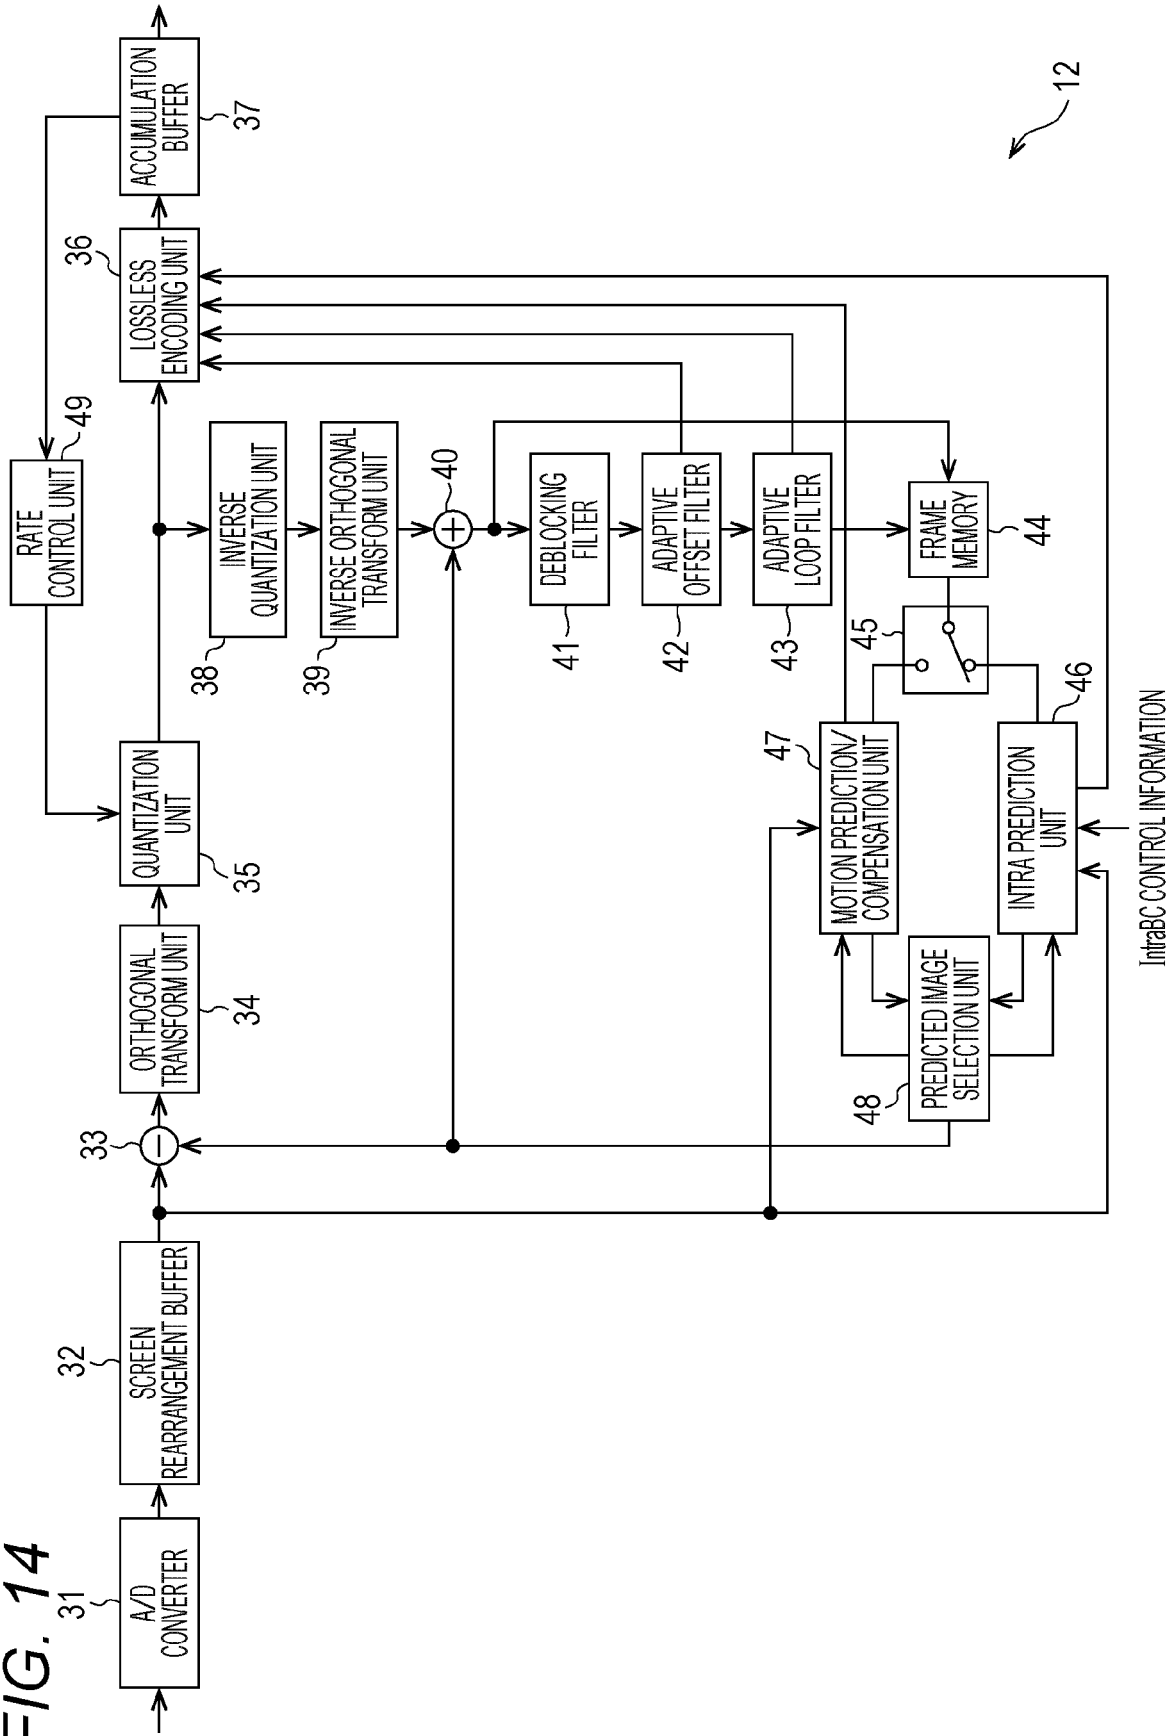 FIG. 14
12
RATE
CONTROL UNIT
49
31
A/D
CONVERTER
32
SCREEN
REARRANGEMENT BUFFER
33
34
ORTHOGONAL
TRANSFORM UNIT
35
QUANTIZATION
UNIT
36
LOSSLESS
ENCODING UNIT
37
ACCUMULATION
BUFFER
38
INVERSE
QUANTIZATION UNIT
39
INVERSE ORTHOGONAL
TRANSFORM UNIT
40
41
DEBLOCKING
FILTER
42
ADAPTIVE
OFFSET FILTER
43
ADAPTIVE
LOOP FILTER
44
FRAME
MEMORY
45
47
MOTION PREDICTION/
COMPENSATION UNIT
48
PREDICTED IMAGE
SELECTION UNIT
46
INTRA PREDICTION
UNIT
IntraBC CONTROL INFORMATION